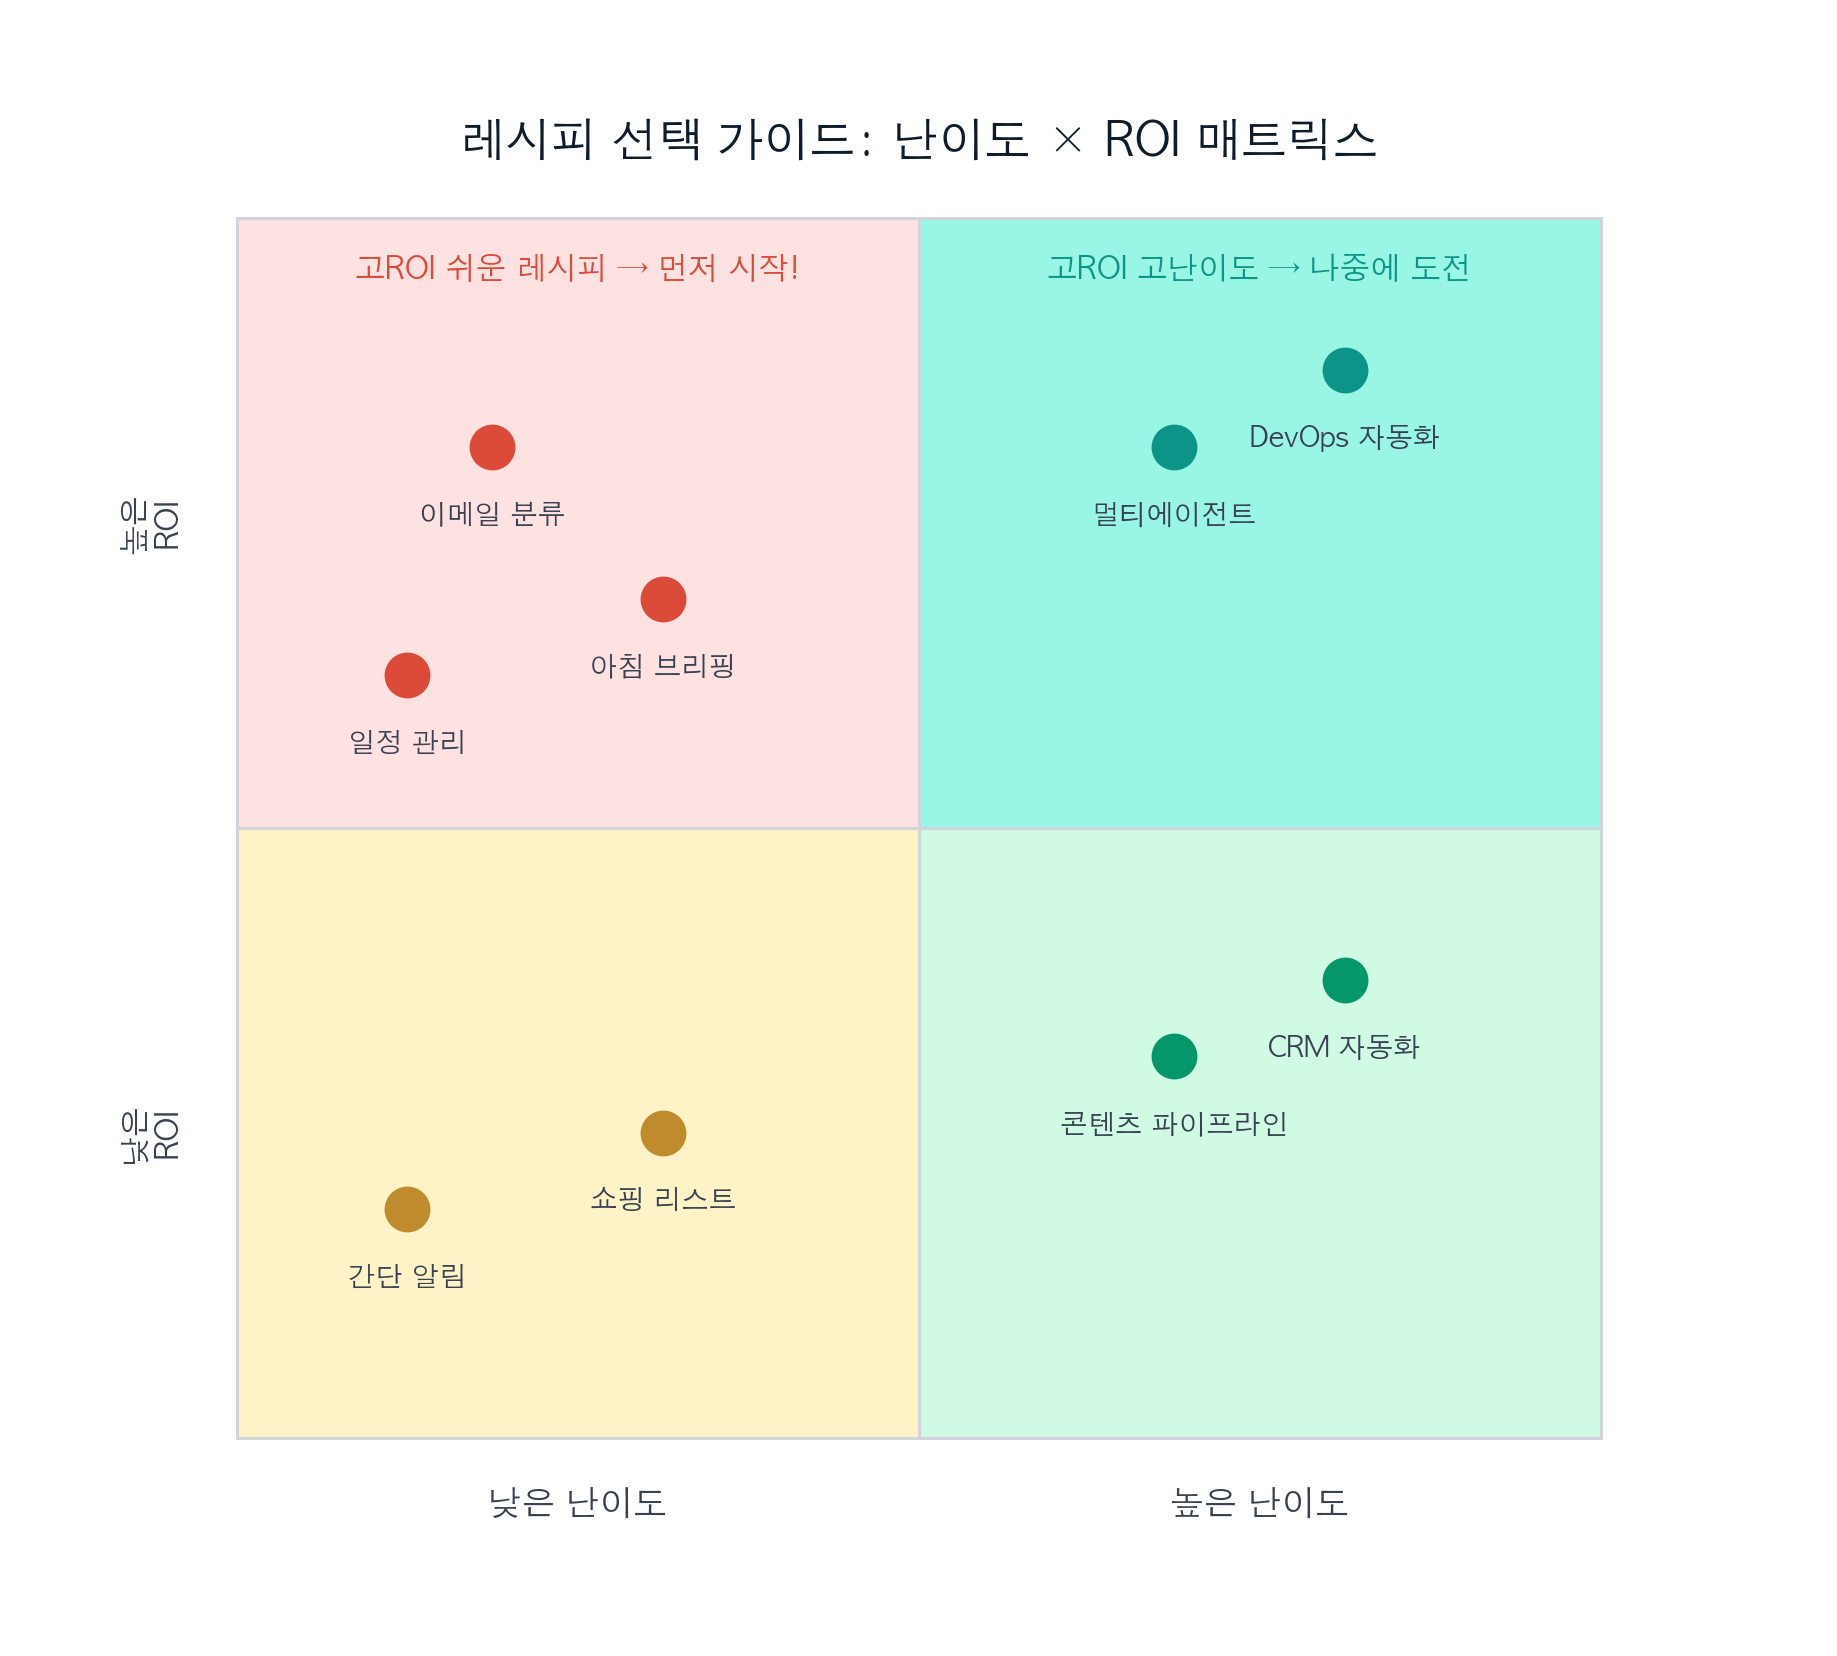 레시피 선택 가이드: 난이도 × ROI 매트릭스
고ROI 쉬운 레시피 → 먼저 시작!
고ROI 고난이도 → 나중에 도전
DevOps 자동화
이메일 분류
멀티에이전트
높은
ROI
아침 브리핑
일정 관리
CRM 자동화
콘텐츠 파이프라인
낮은
ROI
쇼핑 리스트
간단 알림
낮은 난이도
높은 난이도